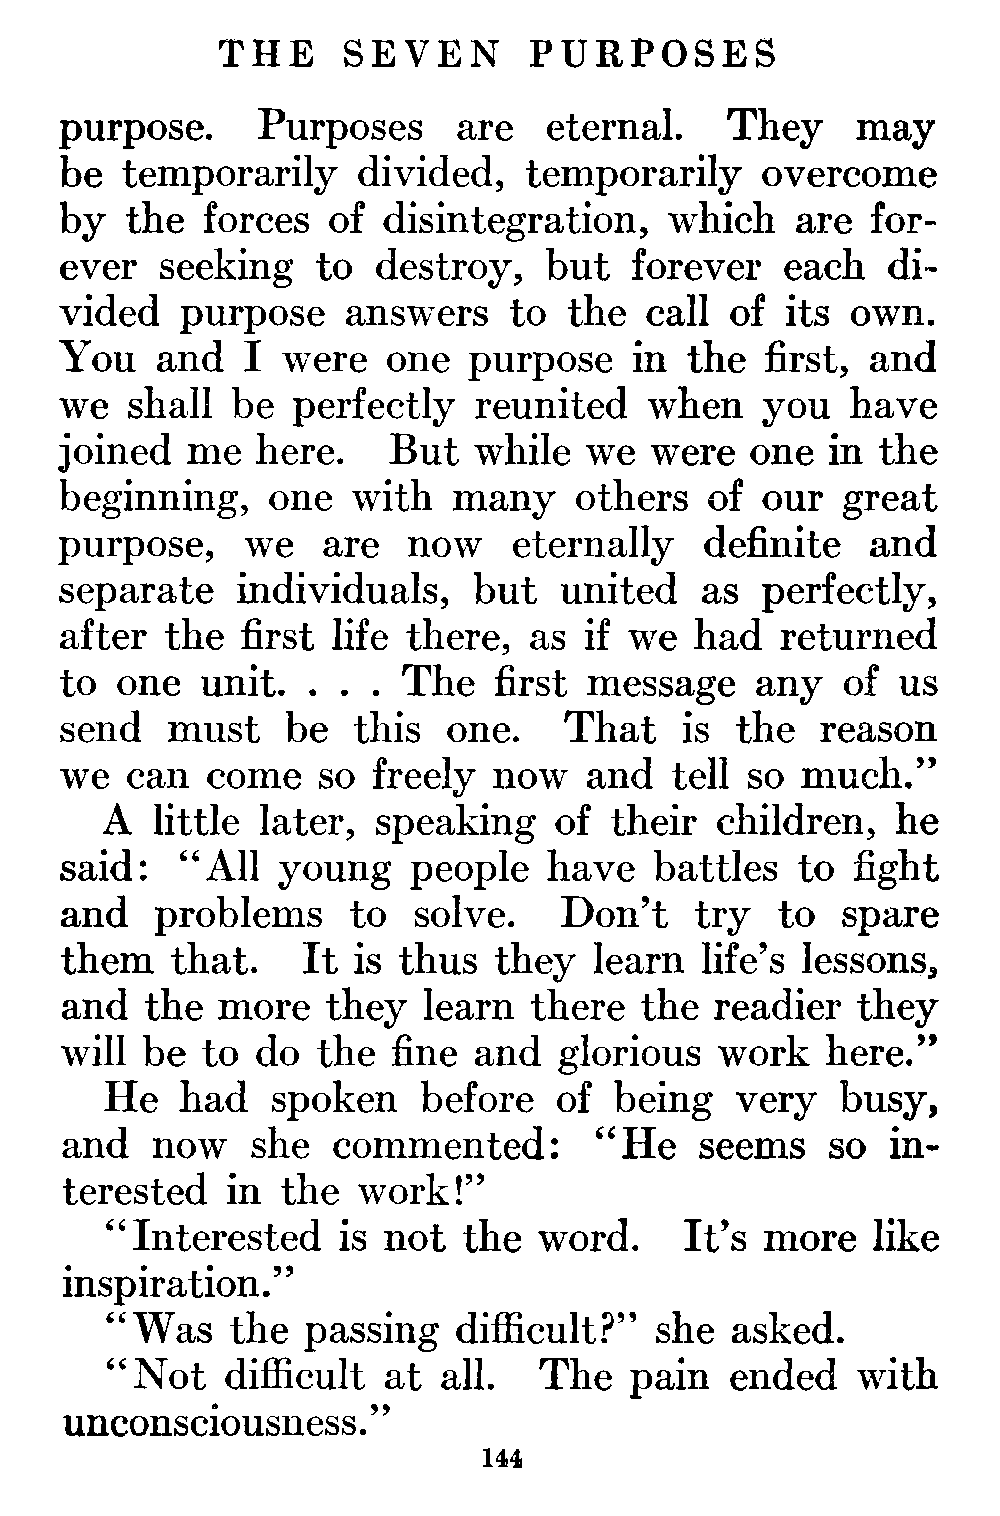 THE SEVEN PURPOSES
purpose. Purposes are eternal. They may
be temporarily divided, temporarily overcome
by the forces of disintegration, which are for-
ever seeking to destroy, but forever each di-
vided purpose answers to the call of its own.
You and I were one purpose in the first, and
we shall be perfectly reunited when you have
joined me here. But while we were one in the
beginning, one with many others of our great
purpose, we are now eternally definite and
separate individuals, but united as perfectly,
after the first life there, as if we had returned
to one unit. . . . The first message any of us
send must be this one. That is the reason
we can come so freely now and tell so much.”
A little later, speaking of their children, he
said: “All young people have battles to fight
and problems to solve. Don’t try to spare
them that. It is thus they learn life’s lessons,
and the more they learn there the readier they
will be to do the fine and glorious work here.”
He had spoken before of being very busy,
and now she commented: “He seems so in-
terested in the work!”
“Interested is not the word. It’s more like
inspiration.”
“Was the passing difficult?” she asked.
“Not difficult at all. The pain ended with
unconsciousness.”
144